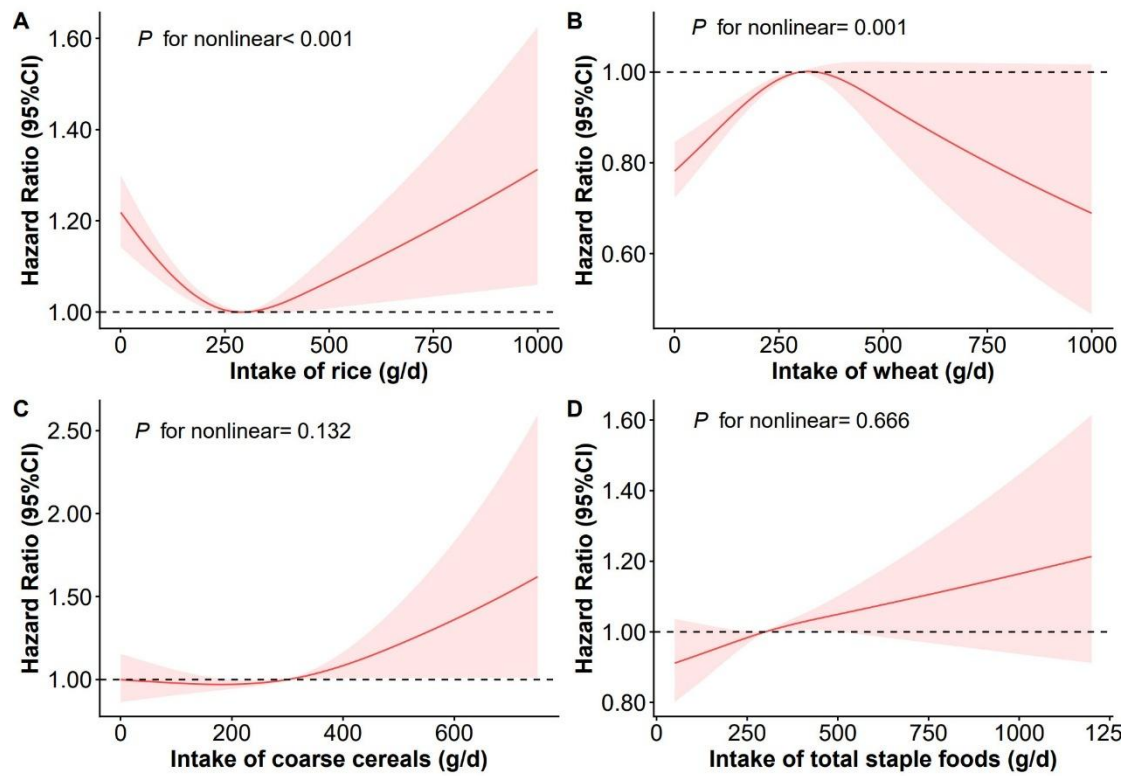 A
P for nonlinear< 0.001
Hazard Ratio (95%CI)
1.60
1.40
1.20
1.00
0 250 500 750 1000
Intake of rice (g/d)
B
P for nonlinear= 0.001
Hazard Ratio (95%CI)
1.00
0.80
0.60
0 250 500 750 1000
Intake of wheat (g/d)
C
P for nonlinear= 0.132
Hazard Ratio (95%CI)
2.50
2.00
1.50
1.00
0 200 400 600
Intake of coarse cereals (g/d)
D
P for nonlinear= 0.666
Hazard Ratio (95%CI)
1.60
1.40
1.20
1.00
0.80
0 250 500 750 1000 125
Intake of total staple foods (g/d)